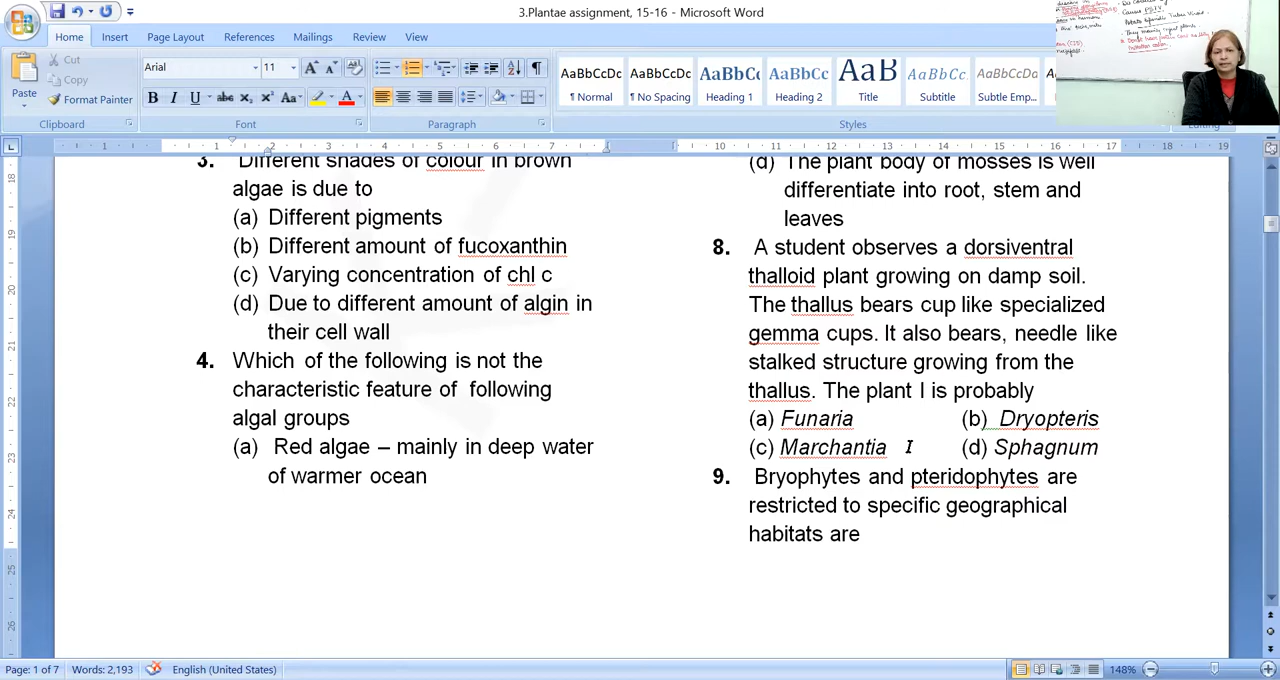 3.Plantae assignment, 15-16 - Microsoft Word
Home Insert Page Layout References Mailings Review View
Cut
Copy
Format Painter
Paste
Clipboard
Arial 11
Font
Paragraph
AaBbCcDc AaBbCcDc AaBbCc AaBbCc AaB AaBbCc. AaBbCcDc
¶ Normal ¶ No Spacing Heading 1 Heading 2 Title Subtitle Subtle Emp...
Styles
3. Different shades of colour in brown
algae is due to
(a) Different pigments
(b) Different amount of fucoxanthin
(c) Varying concentration of chl c
(d) Due to different amount of algin in
their cell wall
4. Which of the following is not the
characteristic feature of following
algal groups
(a) Red algae – mainly in deep water
of warmer ocean
(d) The plant body of mosses is well
differentiate into root, stem and
leaves
8. A student observes a dorsiventral
thalloid plant growing on damp soil.
The thallus bears cup like specialized
gemma cups. It also bears, needle like
stalked structure growing from the
thallus. The plant I is probably
(a) Funaria (b) Dryopteris
(c) Marchantia (d) Sphagnum
9. Bryophytes and pteridophytes are
restricted to specific geographical
habitats are
Page: 1 of 7 Words: 2,193 English (United States) 148%